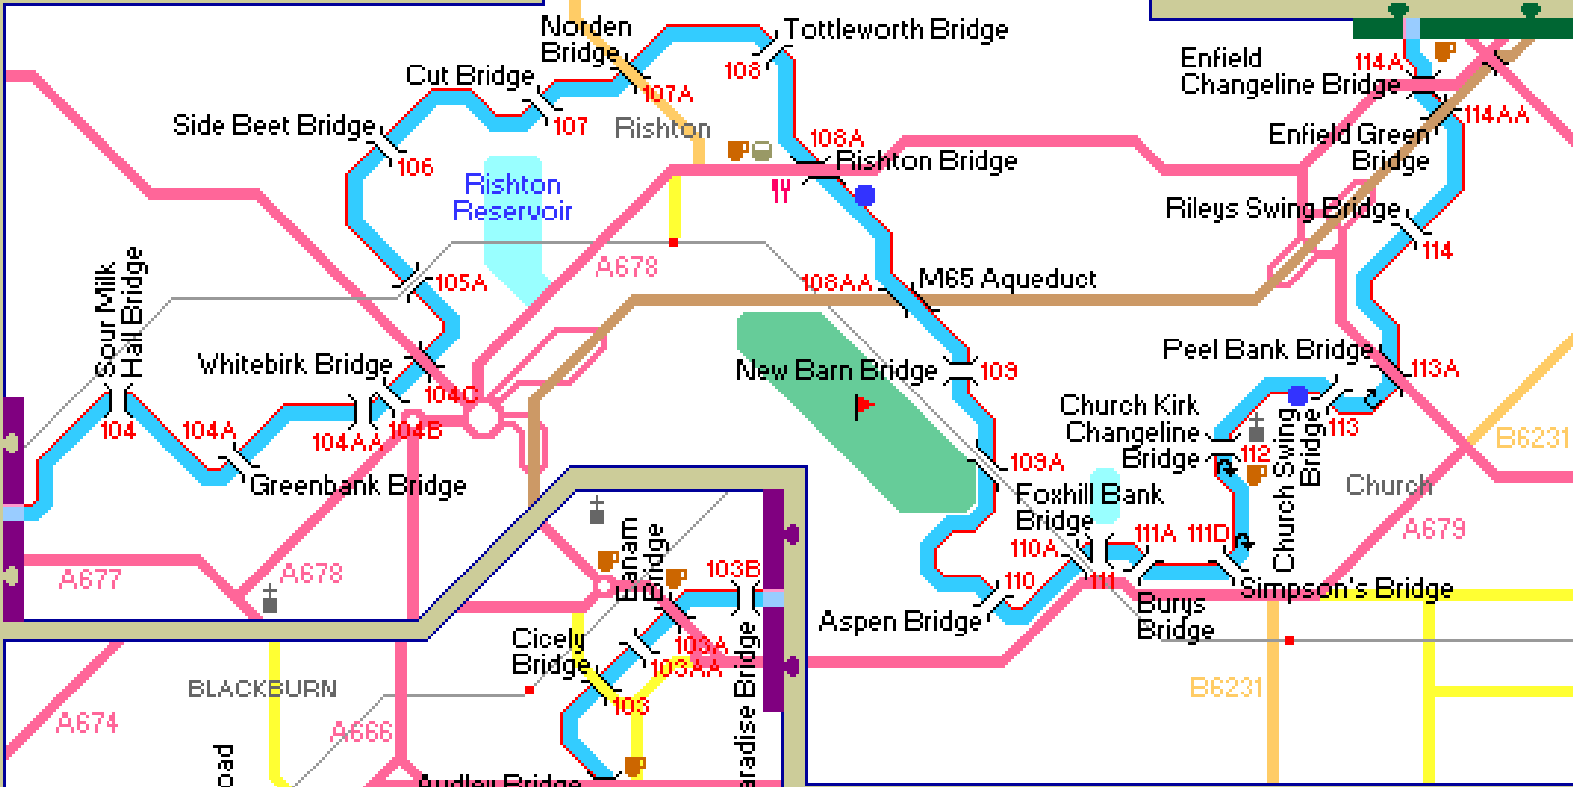 Norden
Bridge
Tottleworth Bridge
108
Cut Bridge
107A
107
Rishton
Side Beet Bridge
106
108A
Rishton Bridge
Rishton
Reservoir
A678
105A
Sour Milk
Hall Bridge
108AA
M65 Aqueduct
Whitebirk Bridge
104C
104
104A
104AA
104B
Greenbank Bridge
New Barn Bridge
109
109A
Enfield
Changeline Bridge
114A
114AA
Enfield Green
Bridge
Rileys Swing Bridge
114
Peel Bank Bridge
113A
113
Church Kirk
Changeline
Bridge
112
Church Swing
Bridge
B6231
Church
A679
Foxhill Bank
Bridge
110A
111A
111D
110
111
Simpson's Bridge
Aspen Bridge
Burys
Bridge
B6231
A677
A678
Eanam
Bridge
103B
Cicely
Bridge
103A
103AA
103
BLACKBURN
A674
A666
oad
Audley Bridge
aradise Bridge